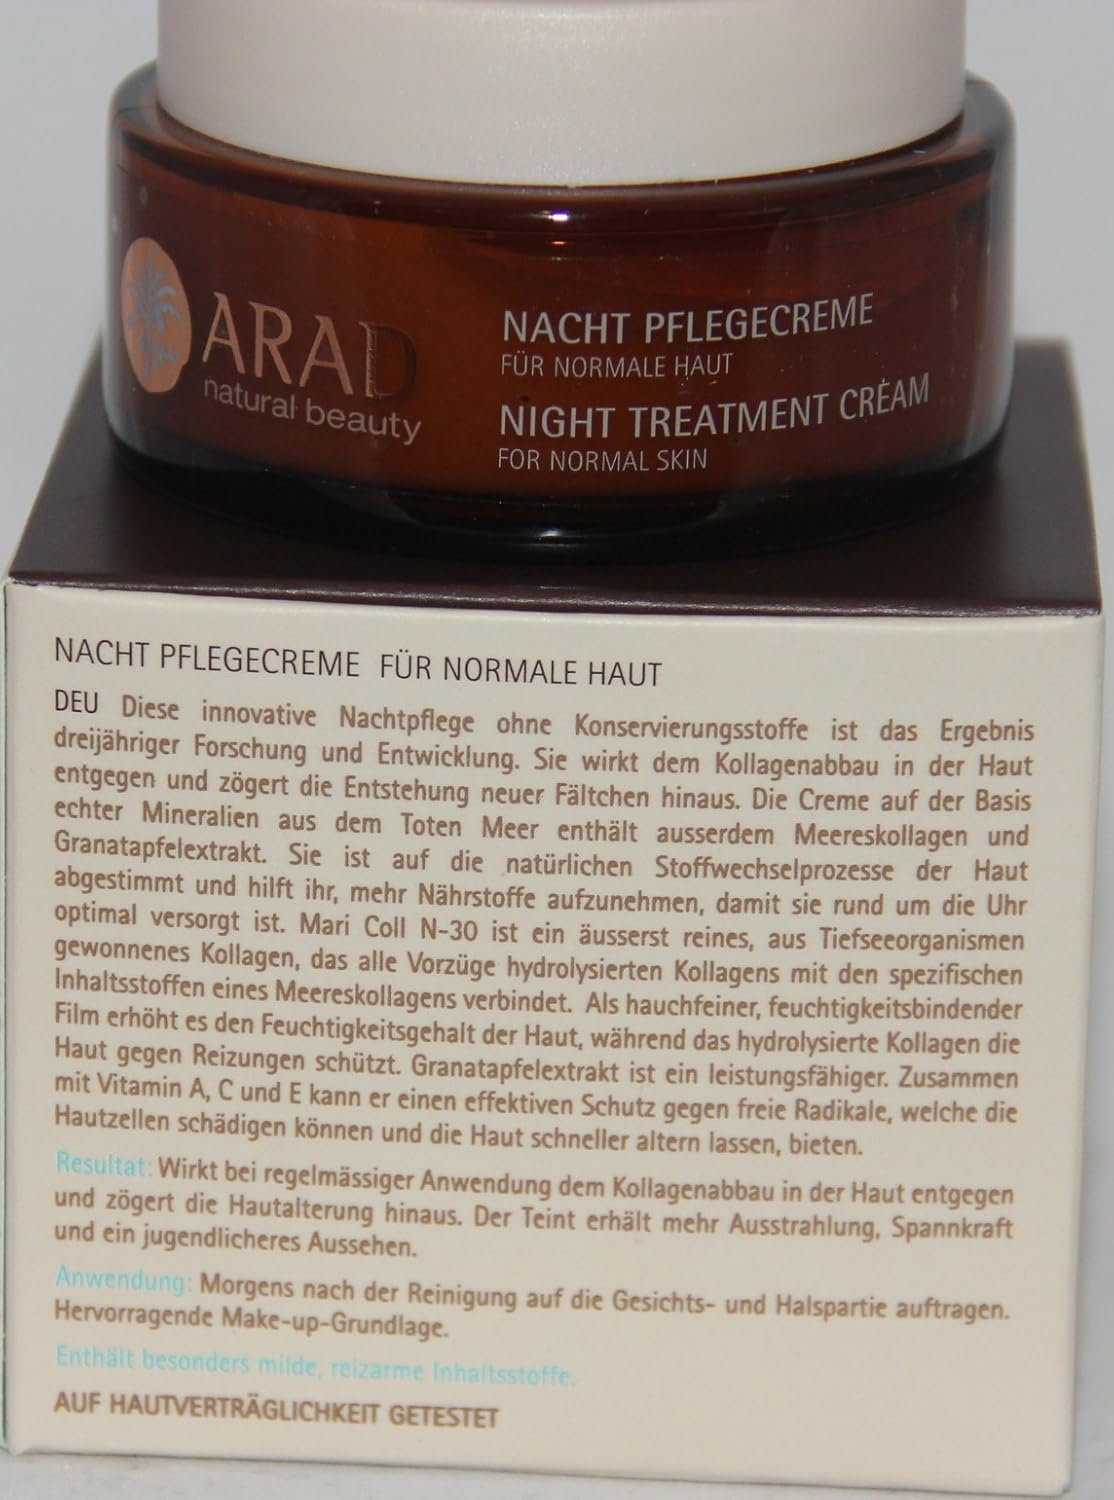 ARAD
natural beauty
NACHT PFLEGECREME
FÜR NORMALE HAUT
NIGHT TREATMENT CREAM
FOR NORMAL SKIN
NACHT PFLEGECREME FÜR NORMALE HAUT
DEU Diese innovative Nachtpflege ohne Konservierungsstoffe ist das Ergebnis
dreijähriger Forschung und Entwicklung. Sie wirkt dem Kollagenabbau in der Haut
entgegen und zögert die Entstehung neuer Fältchen hinaus. Die Creme auf der Basis
echter Mineralien aus dem Toten Meer enthält ausserdem Meereskollagen und
Granatapfelextrakt. Sie ist auf die natürlichen Stoffwechselprozesse der Haut
abgestimmt und hilft ihr, mehr Nährstoffe aufzunehmen, damit sie rund um die Uhr
optimal versorgt ist. Mari Coll N-30 ist ein äusserst reines, aus Tiefseeorganismen
gewonnenes Kollagen, das alle Vorzüge hydrolysierten Kollagens mit den spezifischen
Inhaltsstoffen eines Meereskollagens verbindet. Als hauchfeiner, feuchtigkeitsbindender
Film erhöht es den Feuchtigkeitsgehalt der Haut, während das hydrolysierte Kollagen die
Haut gegen Reizungen schützt. Granatapfelextrakt ist ein leistungsfähiger. Zusammen
mit Vitamin A, C und E kann er einen effektiven Schutz gegen freie Radikale, welche die
Hautzellen schädigen können und die Haut schneller altern lassen, bieten.
Resultat: Wirkt bei regelmässiger Anwendung dem Kollagenabbau in der Haut entgegen
und zögert die Hautalterung hinaus. Der Teint erhält mehr Ausstrahlung, Spannkraft
und ein jugendlicheres Aussehen.
Anwendung: Morgens nach der Reinigung auf die Gesichts- und Halspartie auftragen.
Hervorragende Make-up-Grundlage.
Enthält besonders milde, reizarme Inhaltsstoffe.
AUF HAUTVERTRÄGLICHKEIT GETESTET